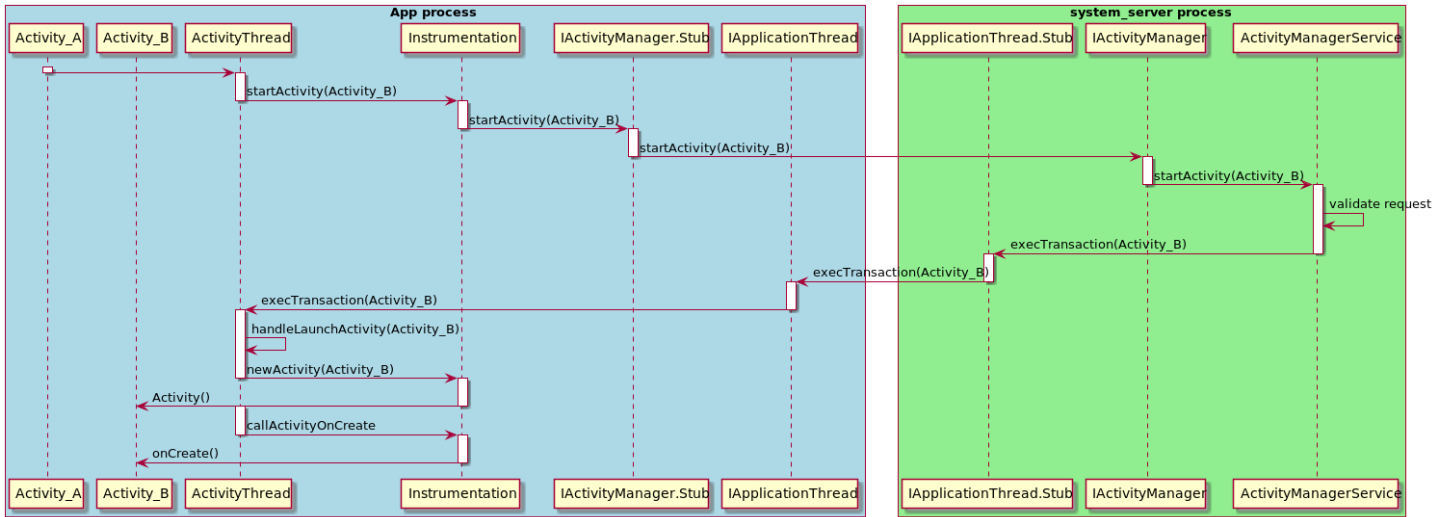 App process
system_server process
Activity_A
Activity_B
ActivityThread
Instrumentation
IActivityManager.Stub
IApplicationThread
IApplicationThread.Stub
IActivityManager
ActivityManagerService
startActivity(Activity_B)
startActivity(Activity_B)
startActivity(Activity_B)
startActivity(Activity_B)
validate request
execTransaction(Activity_B)
execTransaction(Activity_B)
execTransaction(Activity_B)
handleLaunchActivity(Activity_B)
newActivity(Activity_B)
Activity()
callActivityOnCreate
onCreate()
Activity_A
Activity_B
ActivityThread
Instrumentation
IActivityManager.Stub
IApplicationThread
IApplicationThread.Stub
IActivityManager
ActivityManagerService